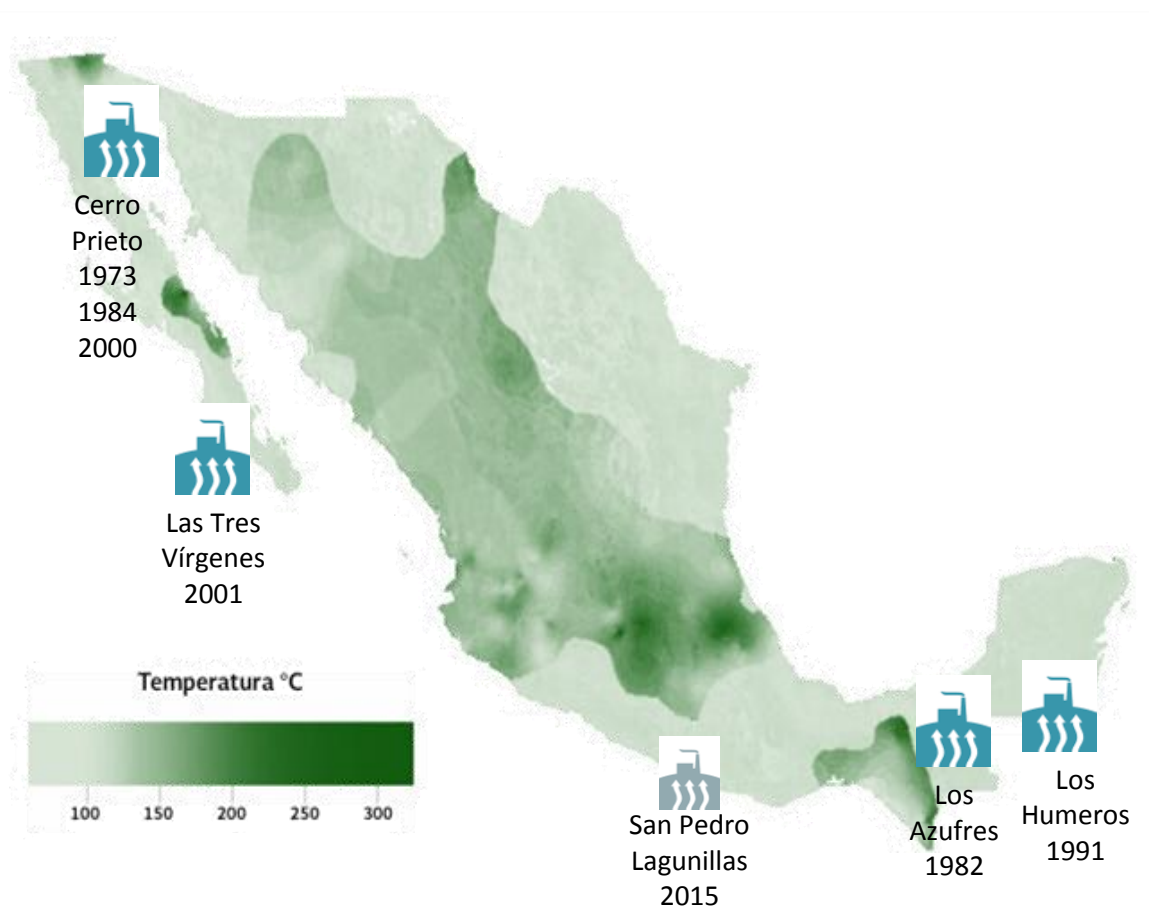 Cerro
Prieto
1973
1984
2000
Las Tres
Vírgenes
2001
Temperatura °C
100 150 200 250 300
San Pedro
Lagunillas
2015
Los
Azufres
1982
Los
Humeros
1991